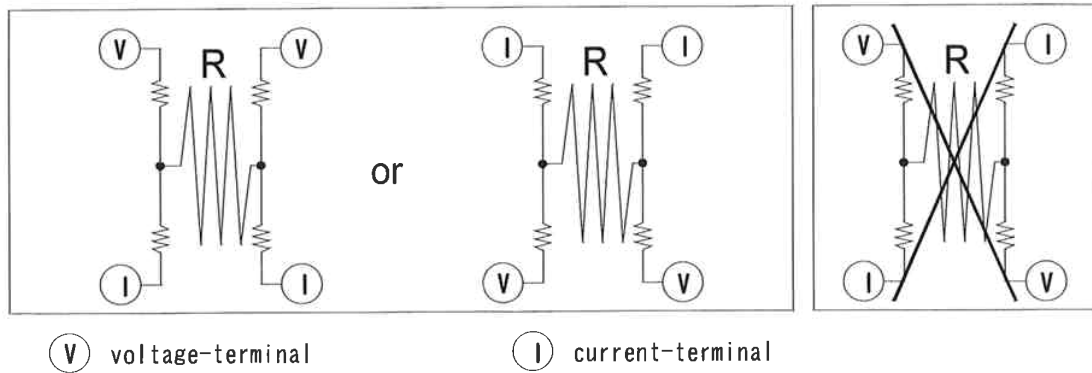 V V I I V I
R R R
or
I I V V I V
V voltage-terminal I current-terminal